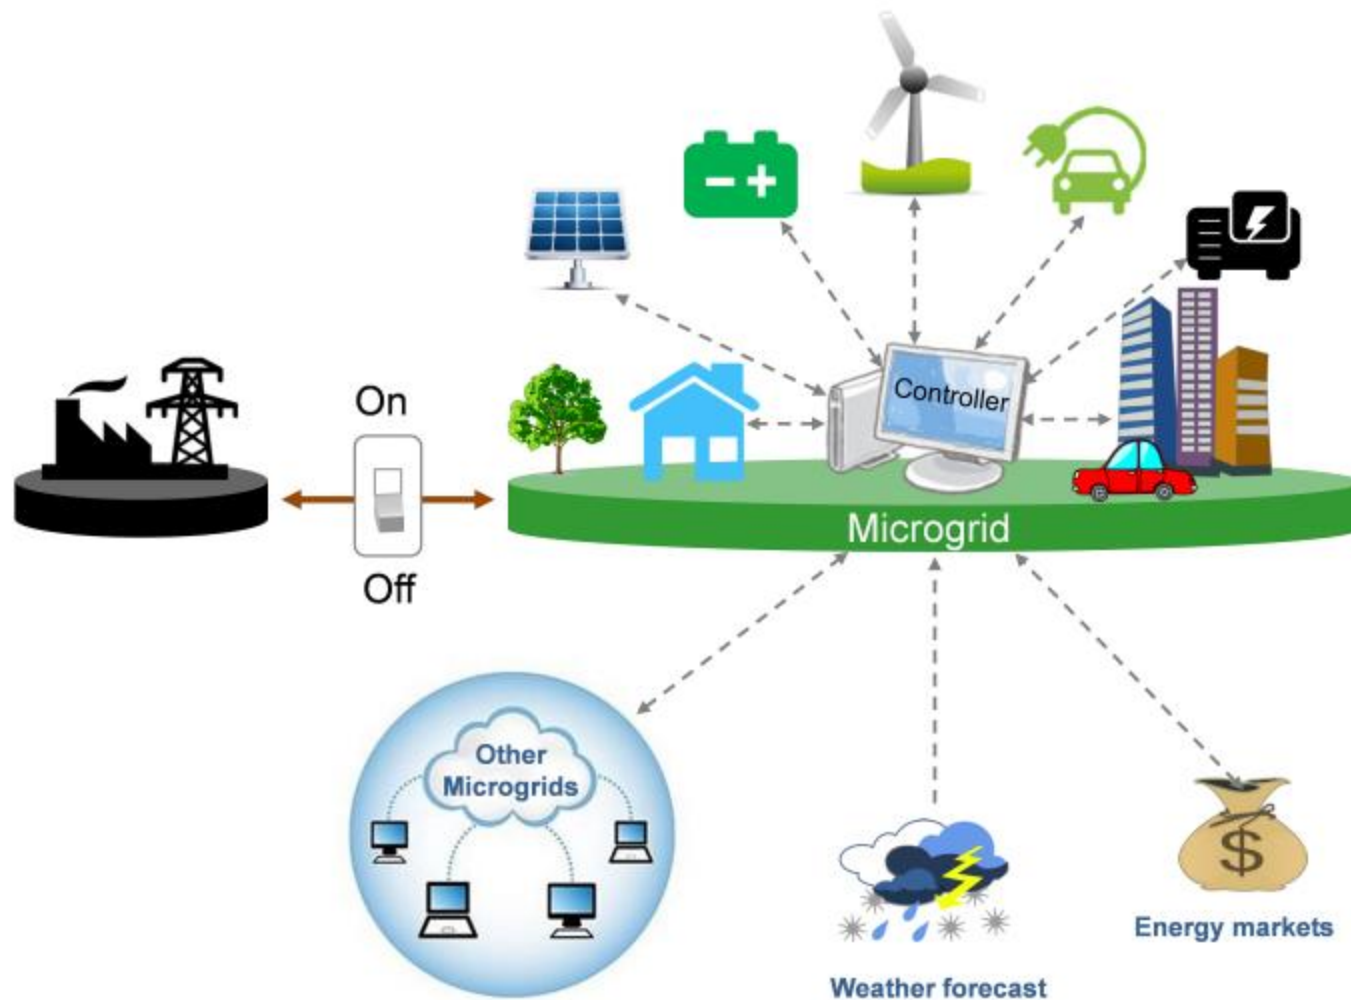 On
Off
Controller
Microgrid
Other
Microgrids
$
Energy markets
Weather forecast